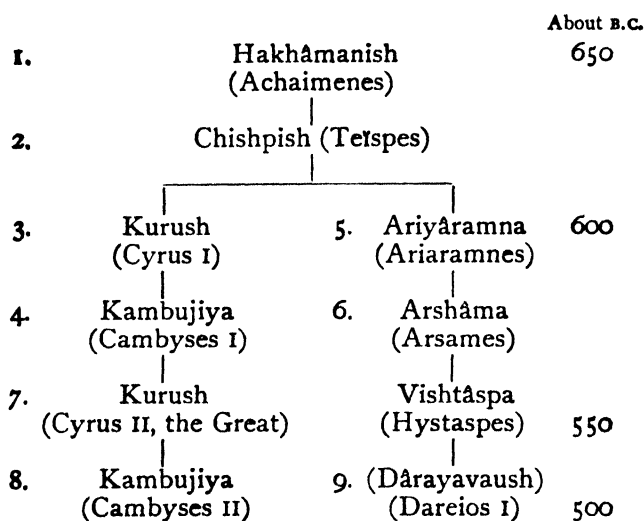 About B.C.
1. Hakhâmanish 650
(Achaimenes)
2. Chishpish (Teïspes)
3. Kurush 5. Ariyâramna 600
(Cyrus I) (Ariaramnes)
4. Kambujiya 6. Arshâma
(Cambyses I) (Arsames)
7. Kurush Vishtâspa
(Cyrus II, the Great) (Hystaspes) 550
8. Kambujiya 9. (Dârayavaush)
(Cambyses II) (Dareios I) 500